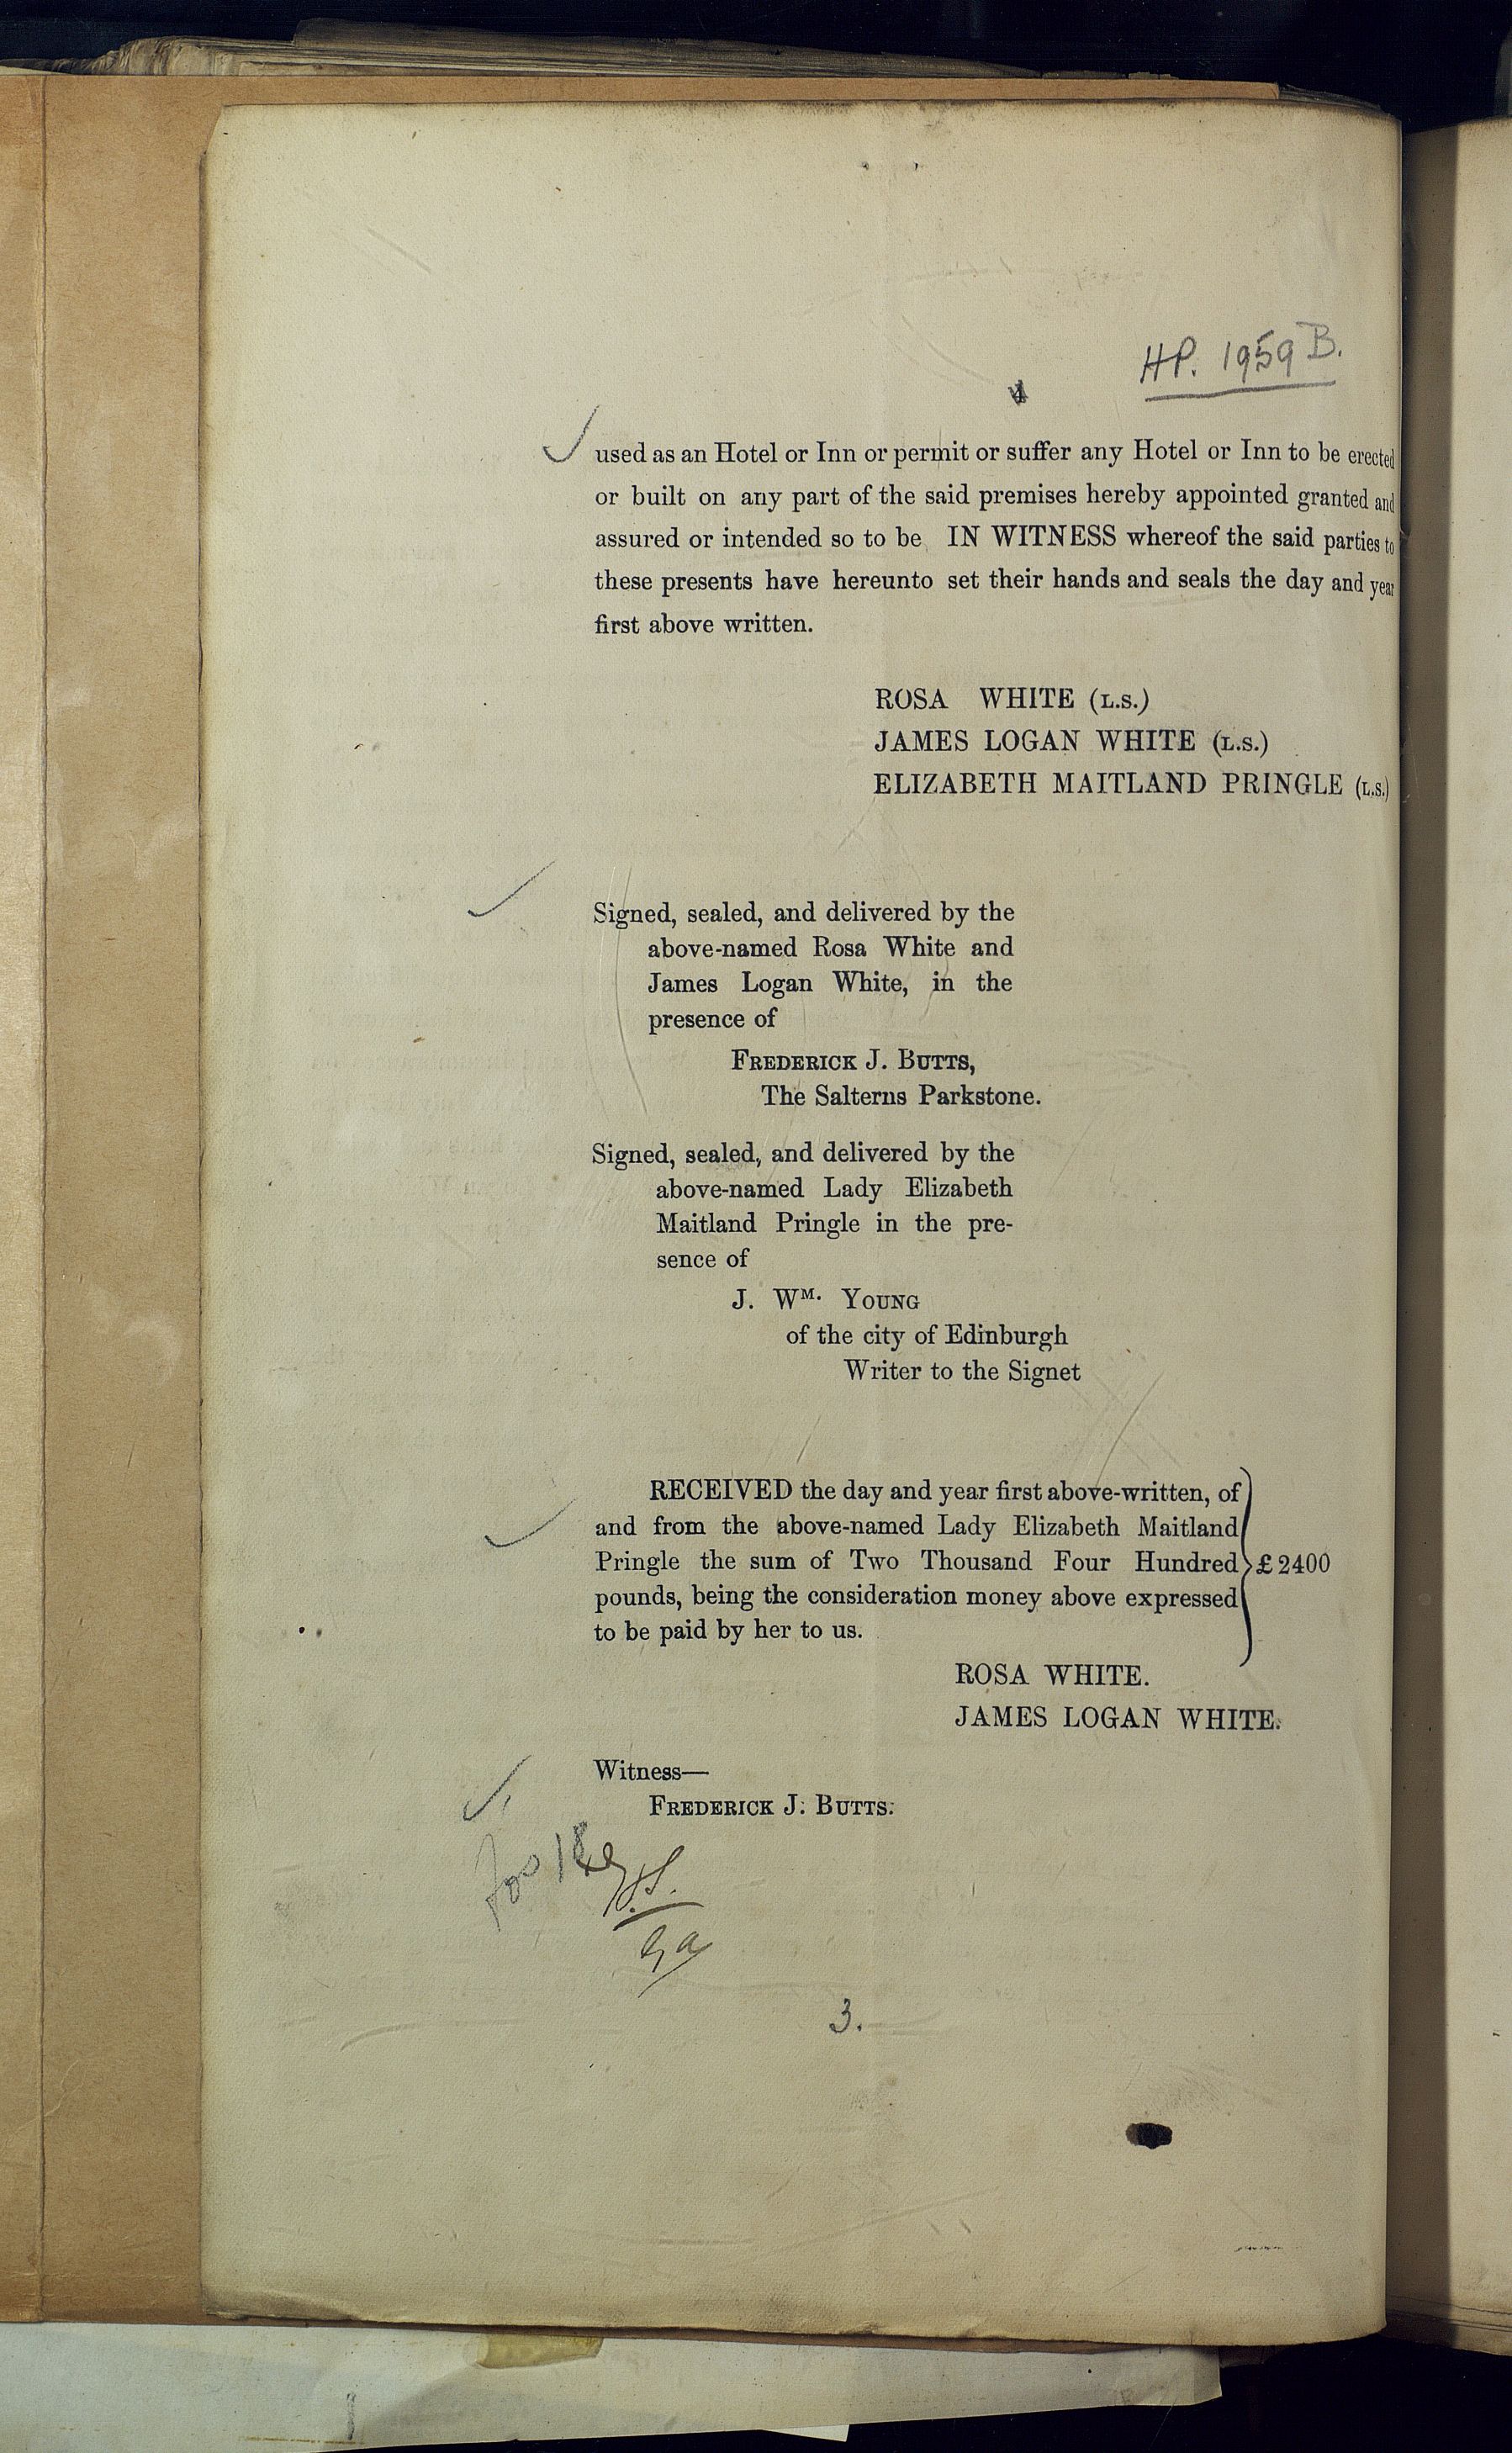 HP. 1959 B.
used as an Hotel or Inn or permit or suffer any Hotel or Inn to be erected
or built on any part of the said premises hereby appointed granted and
assured or intended so to be IN WITNESS whereof the said parties to
these presents have hereunto set their hands and seals the day and year
first above written.
ROSA WHITE (L.S.)
JAMES LOGAN WHITE (L.S.)
ELIZABETH MAITLAND PRINGLE (L.S.)
Signed, sealed, and delivered by the
above-named Rosa White and
James Logan White, in the
presence of
FREDERICK J. BUTTS,
The Salterns Parkstone.
Signed, sealed, and delivered by the
above-named Lady Elizabeth
Maitland Pringle in the pre-
sence of
J. WM. YOUNG
of the city of Edinburgh
Writer to the Signet
RECEIVED the day and year first above-written, of
and from the above-named Lady Elizabeth Maitland
Pringle the sum of Two Thousand Four Hundred £2400
pounds, being the consideration money above expressed
to be paid by her to us.
ROSA WHITE.
JAMES LOGAN WHITE.
Witness—
FREDERICK J. BUTTS.
3.